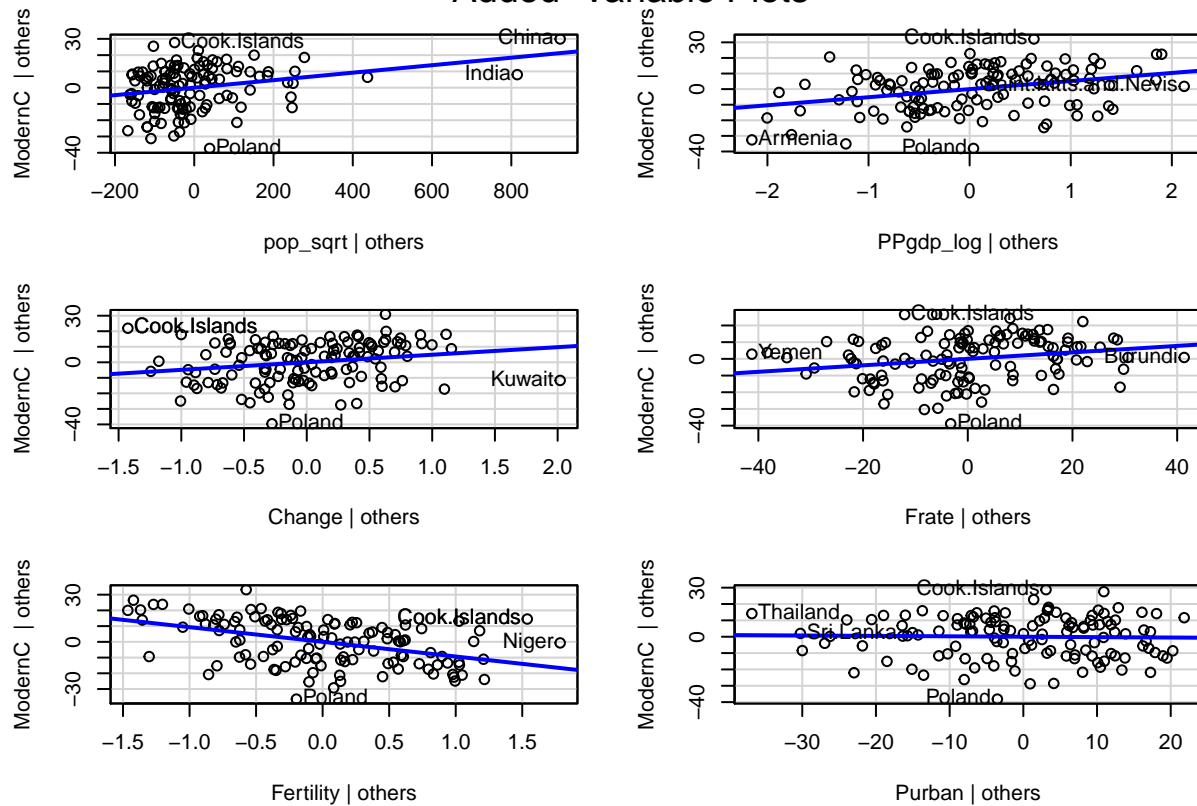 Added−Variable Plots
−200 0 200 400 600 800
−40 0 30
pop_sqrt | others
ModernC | others
Cook.Islands
Poland
China
India
−2 −1 0 1 2
−40 0 30
PPgdp_log | others
ModernC | others
Cook.Islands
Poland
Armenia
Saint.Kitts.and.Nevis
−1.5 −1.0 −0.5 0.0 0.5 1.0 1.5 2.0
−40 0 30
Change | others
ModernC | others
Cook.Islands
Poland
Kuwait
−40 −20 0 20 40
−40 0 30
Frate | others
ModernC | others
Cook.Islands
Poland
Yemen
Burundi
−1.5 −1.0 −0.5 0.0 0.5 1.0 1.5
−30 0 30
Fertility | others
ModernC | others
Cook.Islands
Poland
Niger
−30 −20 −10 0 10 20
−40 0 30
Purban | others
ModernC | others
Cook.Islands
Poland
Thailand
Sri.Lanka